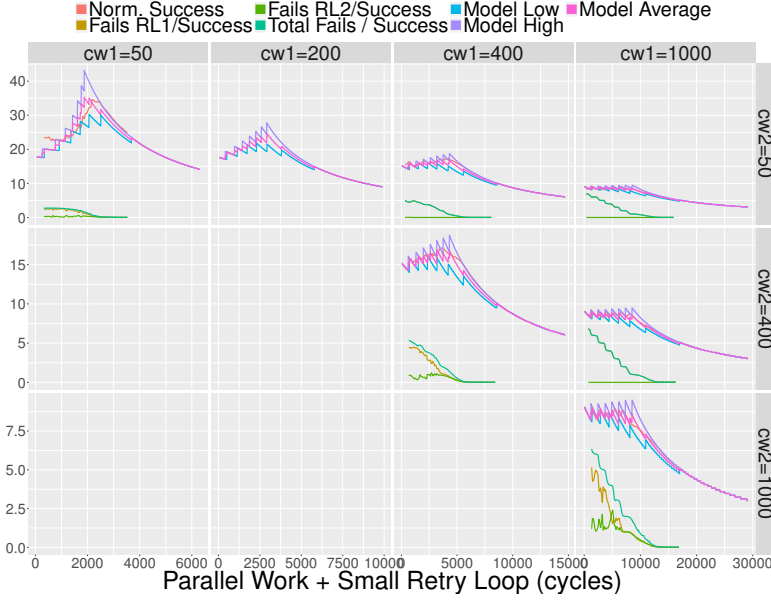 Norm. Success Fails RL2/Success Model Low Model Average
Fails RL1/Success Total Fails / Success Model High
cw1=50 cw1=200 cw1=400 cw1=1000
40
30
20
10
0
cw2=50
15
10
5
0
cw2=400
7.5
5.0
2.5
0.0
cw2=1000
0 2000 4000 6000 0 2500 5000 7500 10000 0 5000 10000 15000 0 10000 20000 30000
Parallel Work + Small Retry Loop (cycles)